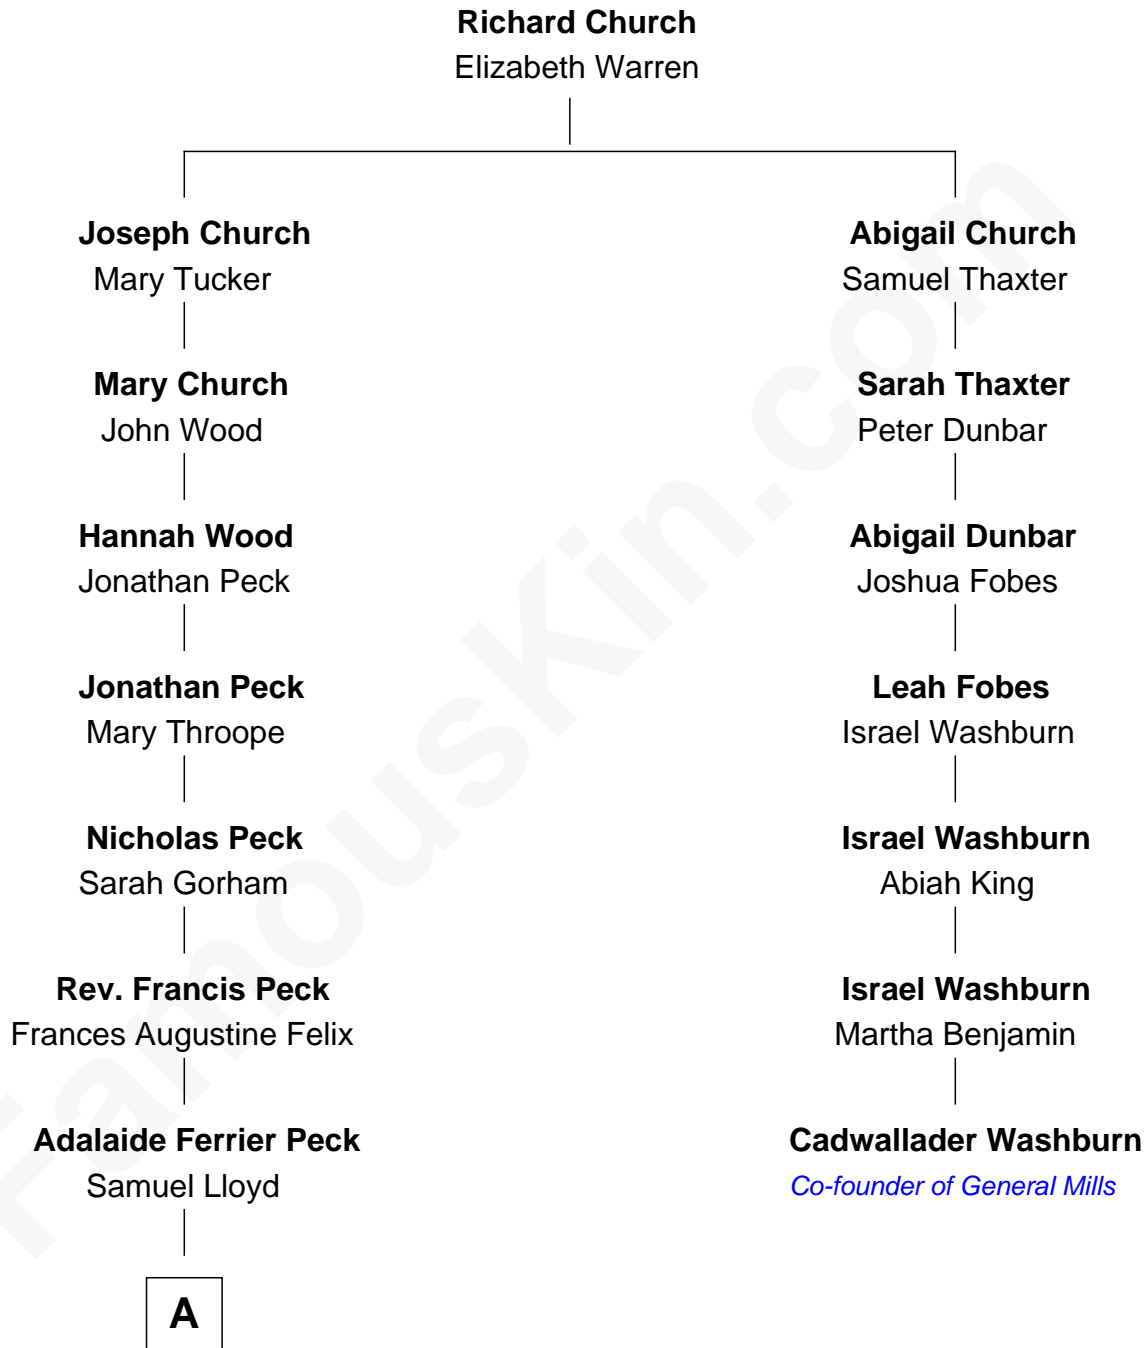 Richard Church
Elizabeth Warren
Joseph Church
Mary Tucker
Abigail Church
Samuel Thaxter
Mary Church
John Wood
Sarah Thaxter
Peter Dunbar
Hannah Wood
Jonathan Peck
Abigail Dunbar
Joshua Fobes
Jonathan Peck
Mary Throope
Leah Fobes
Israel Washburn
Nicholas Peck
Sarah Gorham
Israel Washburn
Abiah King
Rev. Francis Peck
Frances Augustine Felix
Israel Washburn
Martha Benjamin
Adalaide Ferrier Peck
Samuel Lloyd
Cadwallader Washburn
Co-founder of General Mills
A
FamousKin.com